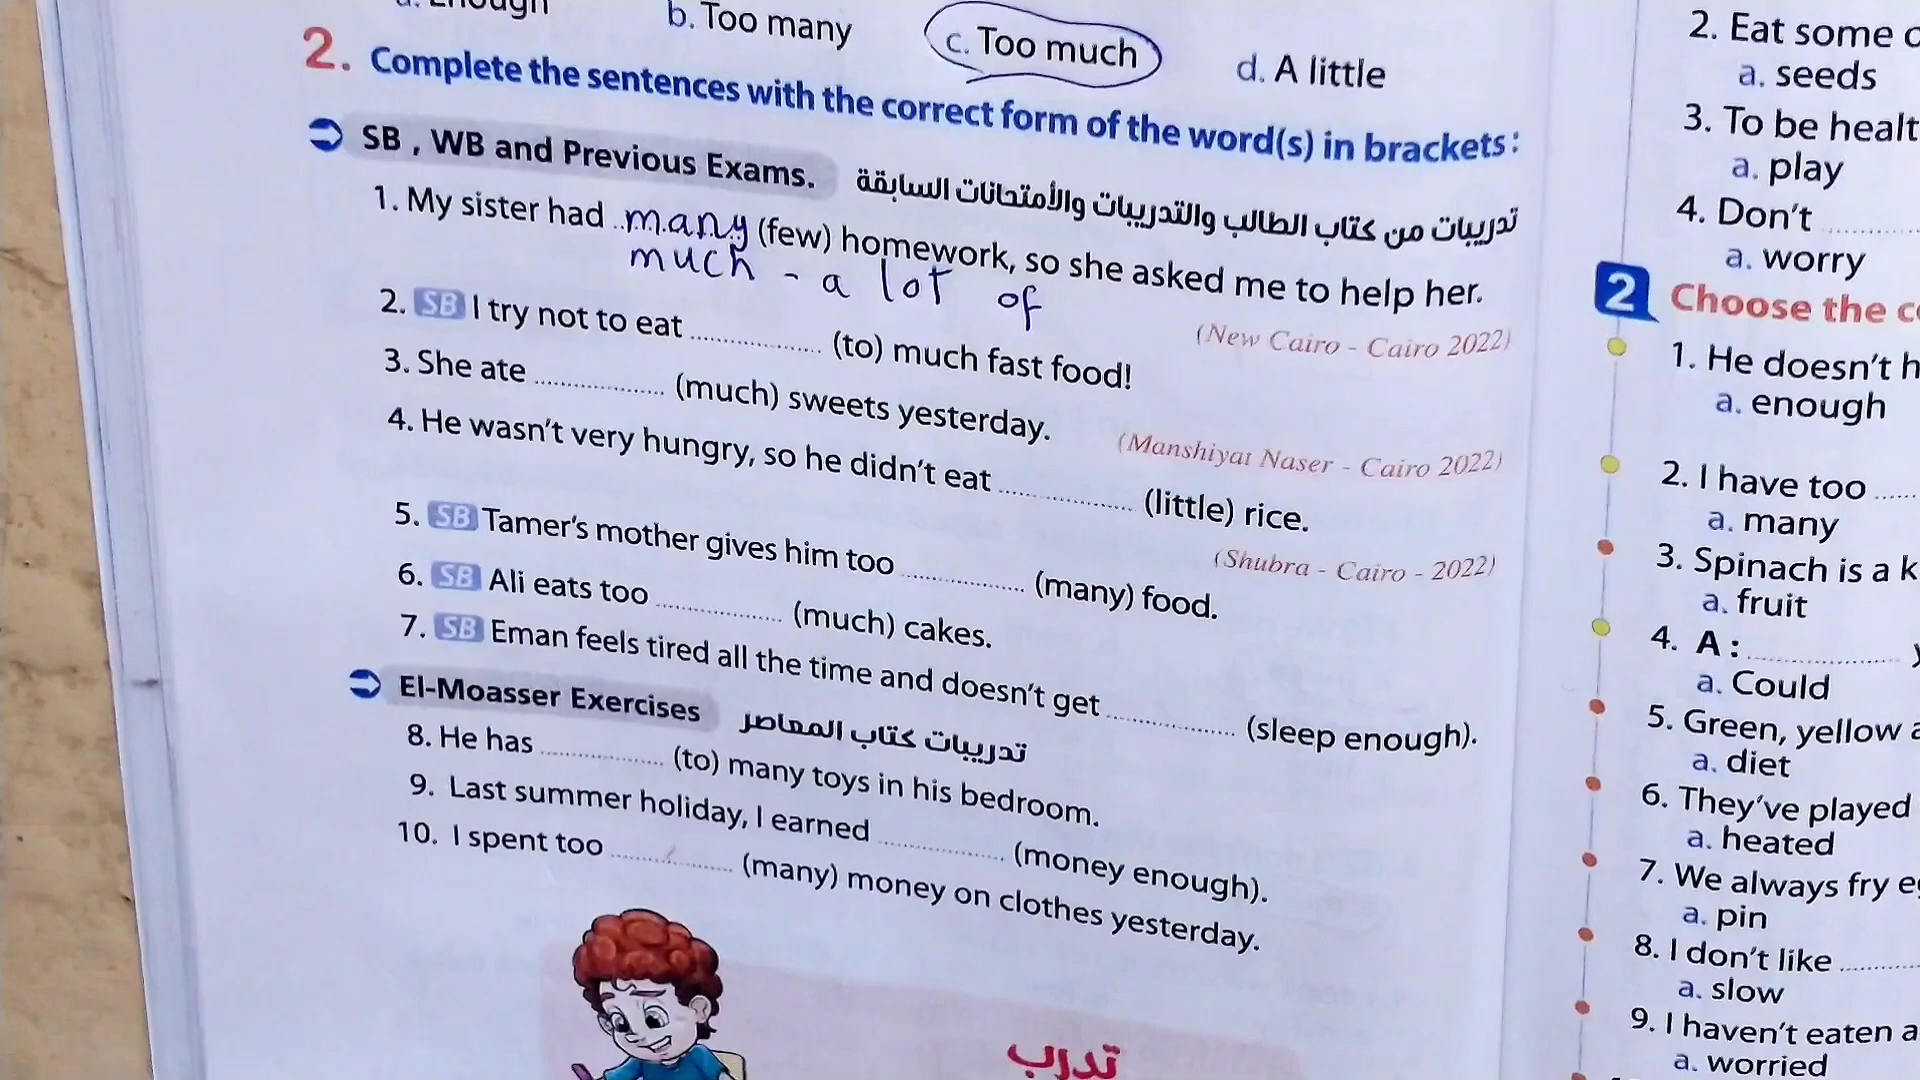 b. Too many
c. Too much
d. A little
2. Complete the sentences with the correct form of the word(s) in brackets:
SB , WB and Previous Exams. تدريبات من كتاب الطالب والتدريبات والأمتحانات السابقة
1. My sister had ..many (few) homework, so she asked me to help her.
much - a lot of
(New Cairo - Cairo 2022)
2. SB I try not to eat .................... (to) much fast food!
3. She ate .................... (much) sweets yesterday.
(Manshiyat Naser - Cairo 2022)
4. He wasn't very hungry, so he didn't eat .................... (little) rice.
(Shubra - Cairo - 2022)
5. SB Tamer's mother gives him too .................... (many) food.
6. SB Ali eats too .................... (much) cakes.
7. SB Eman feels tired all the time and doesn't get .................... (sleep enough).
El-Moasser Exercises تدريبات كتاب المعاصر
8. He has .................... (to) many toys in his bedroom.
9. Last summer holiday, I earned .................... (money enough).
10. I spent too .................... (many) money on clothes yesterday.
تدرب
2. Eat some
a. seeds
3. To be
a. play
4. Don't ..............
a. worry
2 Choose the
1. He doesn't
a. enough
2. I have too ......
a. many
3. Spinach is a
a. fruit
4. A : ....................
a. Could
5. Green, yellow
a. diet
6. They've played
a. heated
7. We always fry
a. pin
8. I don't like ..........
a. slow
9. I haven't eaten
a. worried